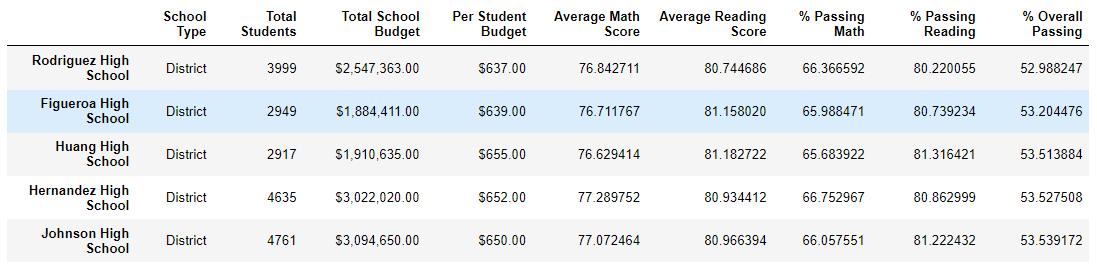 School Type Total Students Total School Budget Per Student Budget Average Math Score Average Reading Score % Passing Math % Passing Reading % Overall Passing
Rodriguez High School District 3999 $2,547,363.00 $637.00 76.842711 80.744686 66.366592 80.220055 52.988247
Figueroa High School District 2949 $1,884,411.00 $639.00 76.711767 81.158020 65.988471 80.739234 53.204476
Huang High School District 2917 $1,910,635.00 $655.00 76.629414 81.182722 65.683922 81.316421 53.513884
Hernandez High School District 4635 $3,022,020.00 $652.00 77.289752 80.934412 66.752967 80.862999 53.527508
Johnson High School District 4761 $3,094,650.00 $650.00 77.072464 80.966394 66.057551 81.222432 53.539172